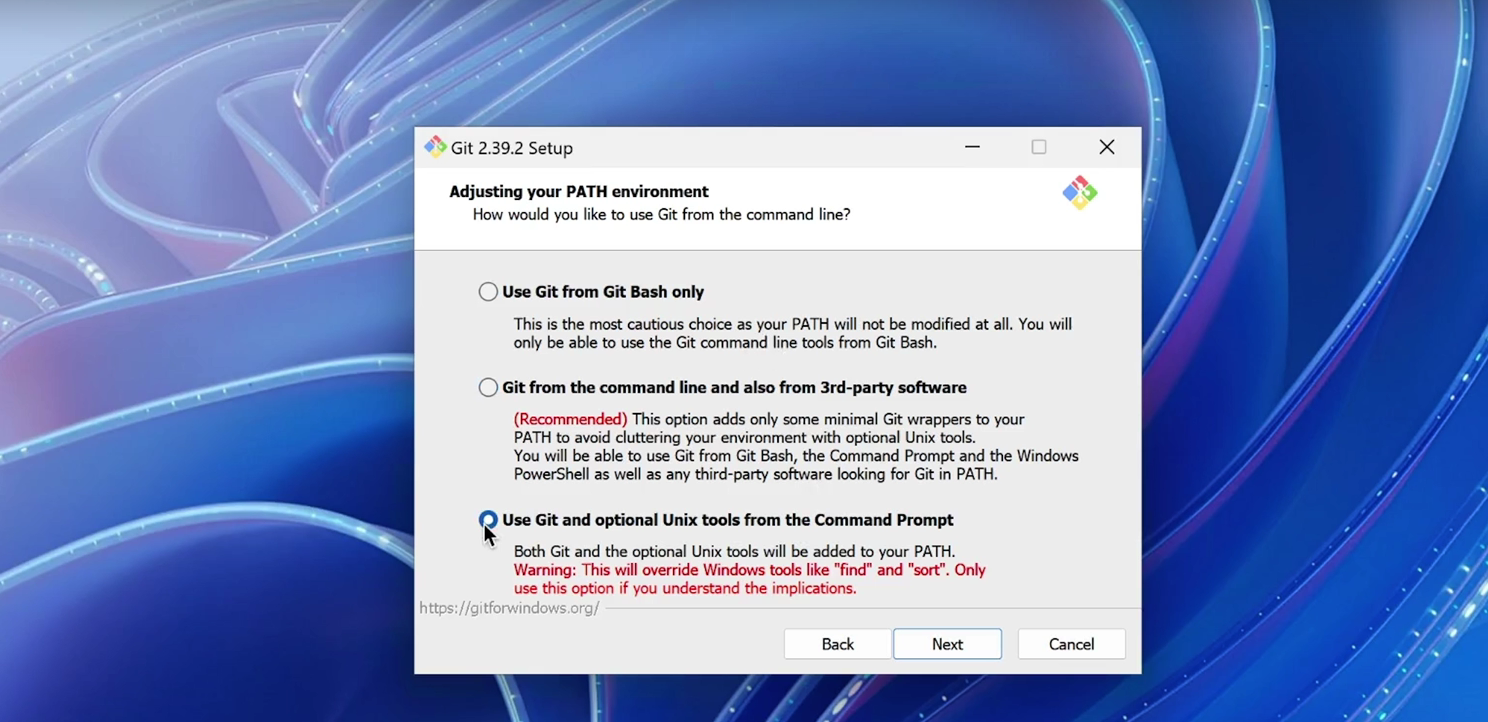 Git 2.39.2 Setup
Adjusting your PATH environment
How would you like to use Git from the command line?
Use Git from Git Bash only
This is the most cautious choice as your PATH will not be modified at all. You will
only be able to use the Git command line tools from Git Bash.
Git from the command line and also from 3rd-party software
(Recommended) This option adds only some minimal Git wrappers to your
PATH to avoid cluttering your environment with optional Unix tools.
You will be able to use Git from Git Bash, the Command Prompt and the Windows
PowerShell as well as any third-party software looking for Git in PATH.
Use Git and optional Unix tools from the Command Prompt
Both Git and the optional Unix tools will be added to your PATH.
Warning: This will override Windows tools like "find" and "sort". Only
use this option if you understand the implications.
https://gitforwindows.org/
Back Next Cancel